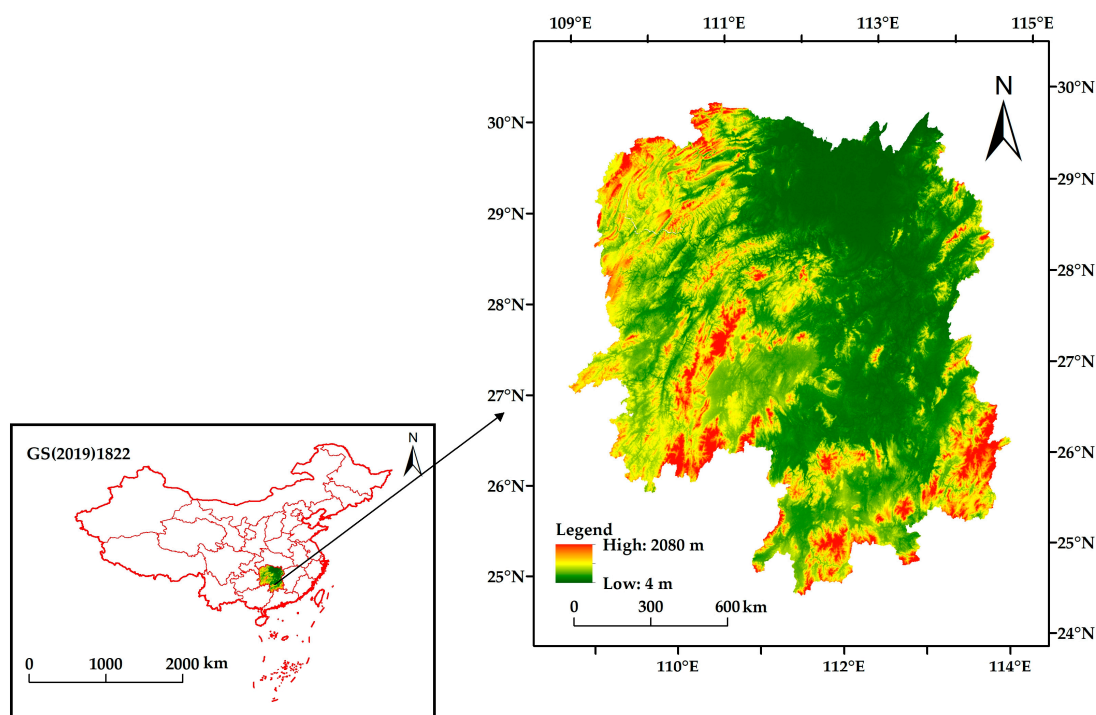 109°E 111°E 113°E 115°E
30°N
29°N
28°N
27°N
26°N
25°N
N
30°N
29°N
28°N
27°N
26°N
25°N
24°N
Legend
High: 2080 m
Low: 4 m
0 300 600 km
110°E 112°E 114°E
GS(2019)1822
N
0 1000 2000 km